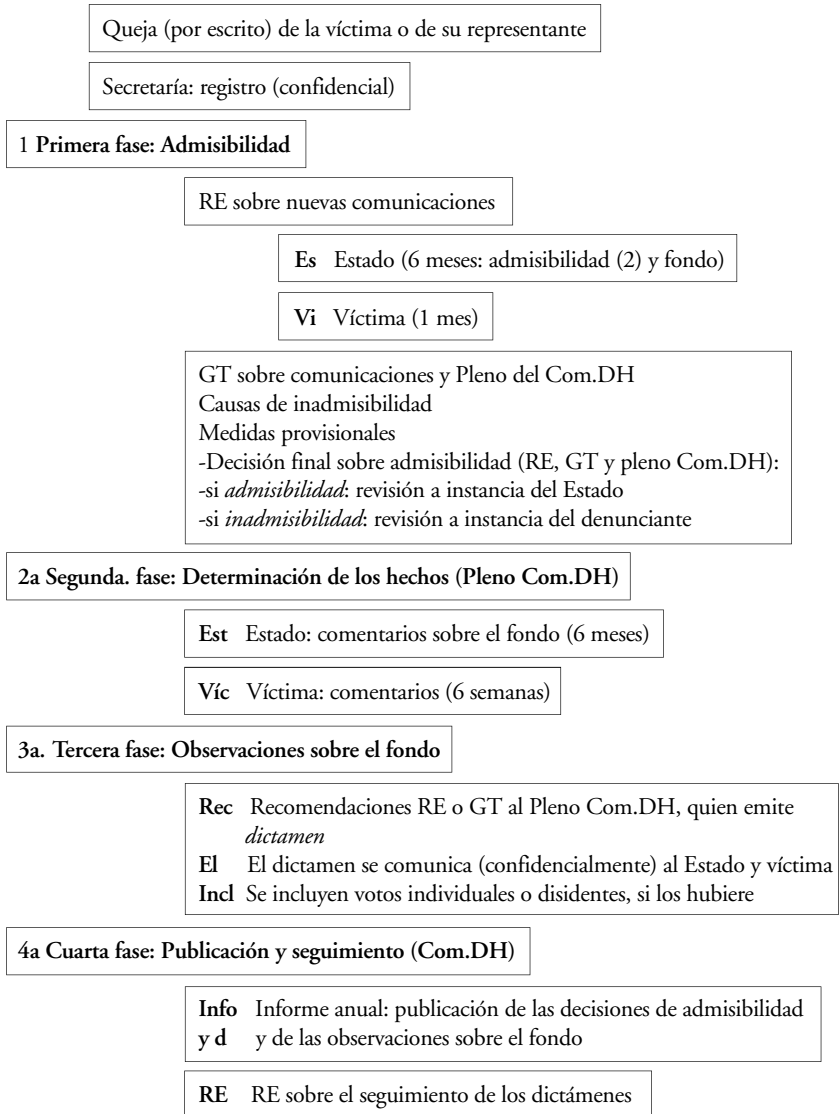 Queja (por escrito) de la víctima o de su representante
Secretaría: registro (confidencial)
1 Primera fase: Admisibilidad
RE sobre nuevas comunicaciones
Es Estado (6 meses: admisibilidad (2) y fondo)
Vi Víctima (1 mes)
GT sobre comunicaciones y Pleno del Com.DH
Causas de inadmisibilidad
Medidas provisionales
-Decisión final sobre admisibilidad (RE, GT y pleno Com.DH):
-si admisibilidad: revisión a instancia del Estado
-si inadmisibilidad: revisión a instancia del denunciante
2a Segunda. fase: Determinación de los hechos (Pleno Com.DH)
Est Estado: comentarios sobre el fondo (6 meses)
Víc Víctima: comentarios (6 semanas)
3a. Tercera fase: Observaciones sobre el fondo
Rec Recomendaciones RE o GT al Pleno Com.DH, quien emite
dictamen
El El dictamen se comunica (confidencialmente) al Estado y víctima
Incl Se incluyen votos individuales o disidentes, si los hubiere
4a Cuarta fase: Publicación y seguimiento (Com.DH)
Info Informe anual: publicación de las decisiones de admisibilidad
y d y de las observaciones sobre el fondo
RE RE sobre el seguimiento de los dictámenes